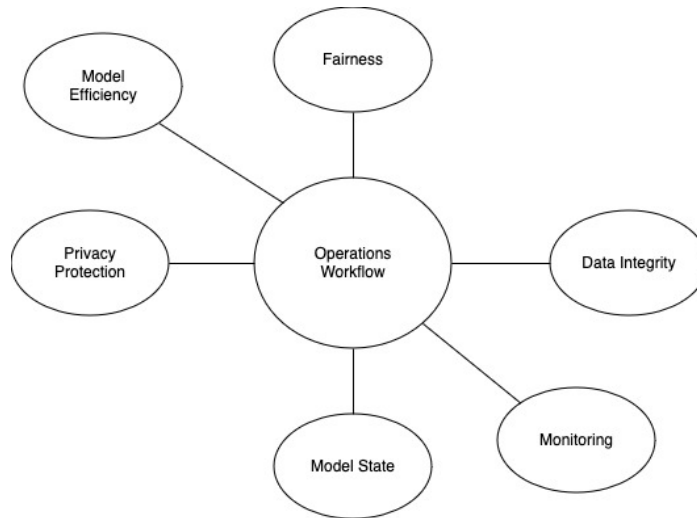 Fairness
Model
Efficiency
Privacy
Protection
Operations
Workflow
Data Integrity
Monitoring
Model State